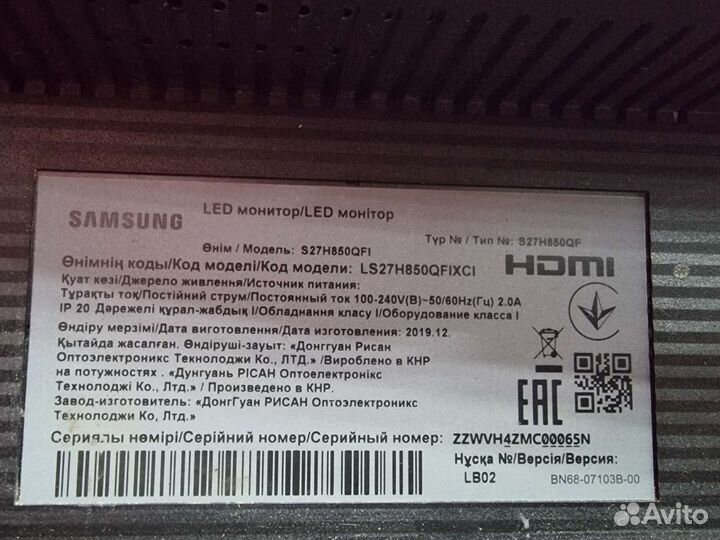 SAMSUNG
LED монитор/LED монітор
Өнім / Модель: S27H850QFI
Түр № / Тип №: S27H850QF
Өнімнің коды/Код моделі/Код модели: LS27H850QFIXCI
HDMI
Қуат көзі/Джерело живлення/Источник питания:
Тұрақты ток/Постійний струм/Постоянный ток 100-240V(В)~50/60Hz(Гц) 2.0A
IP 20 Дәрежелі құрал-жабдық I/Обладнання класу I/Оборудование класса I
Өндіру мерзімі/Дата виготовлення/Дата изготовления: 2019.12.
Қытайда жасалған. Өндіруші-зауыт: «Донггуан Рисан
Оптоэлектроникс Текнолоджи Ко., ЛТД.» /Вироблено в КНР
на потужностях . «Дунгуань РІСАН Оптоелектронікс
Технолоджі Ко., Лтд.» / Произведено в КНР.
Завод-изготовитель: «ДонгГуан РИСАН Оптоэлектроникс
Технолоджи Ко, Лтд.»
EAC
Сериялы нөмірі/Серійний номер/Серийный номер: ZZWVH4ZMC00065N
Нұсқа №/Версія/Версия:
LB02
BN68-07103B-00
Avito